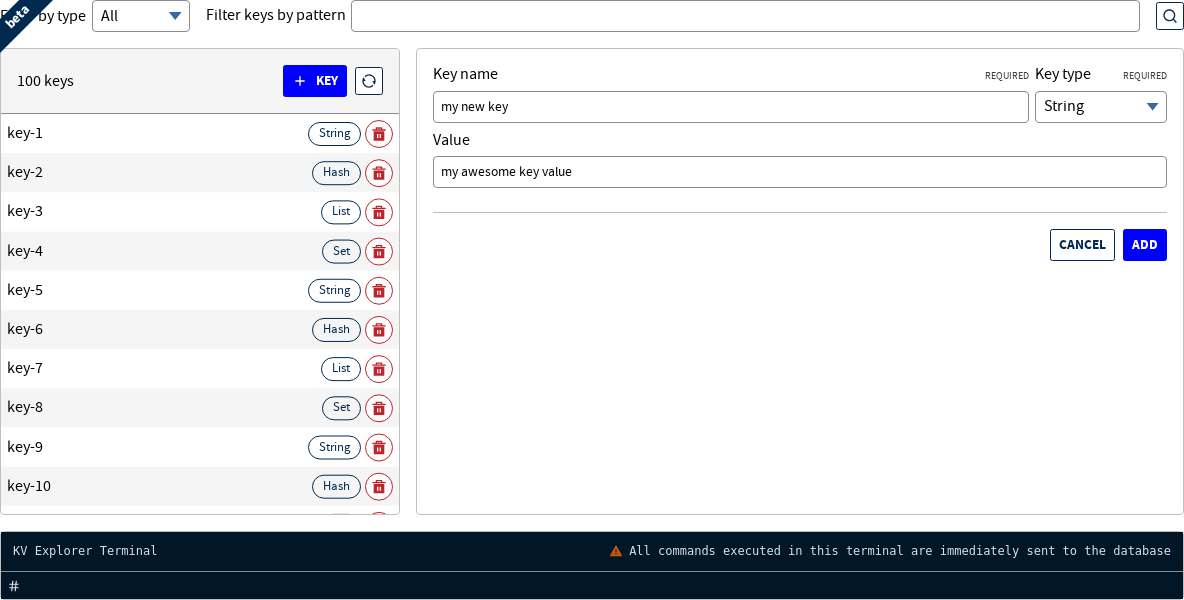 beta
by type All Filter keys by pattern
100 keys + KEY
key-1 String
key-2 Hash
key-3 List
key-4 Set
key-5 String
key-6 Hash
key-7 List
key-8 Set
key-9 String
key-10 Hash
Key name REQUIRED Key type REQUIRED
my new key String
Value
my awesome key value
CANCEL ADD
KV Explorer Terminal All commands executed in this terminal are immediately sent to the database
#